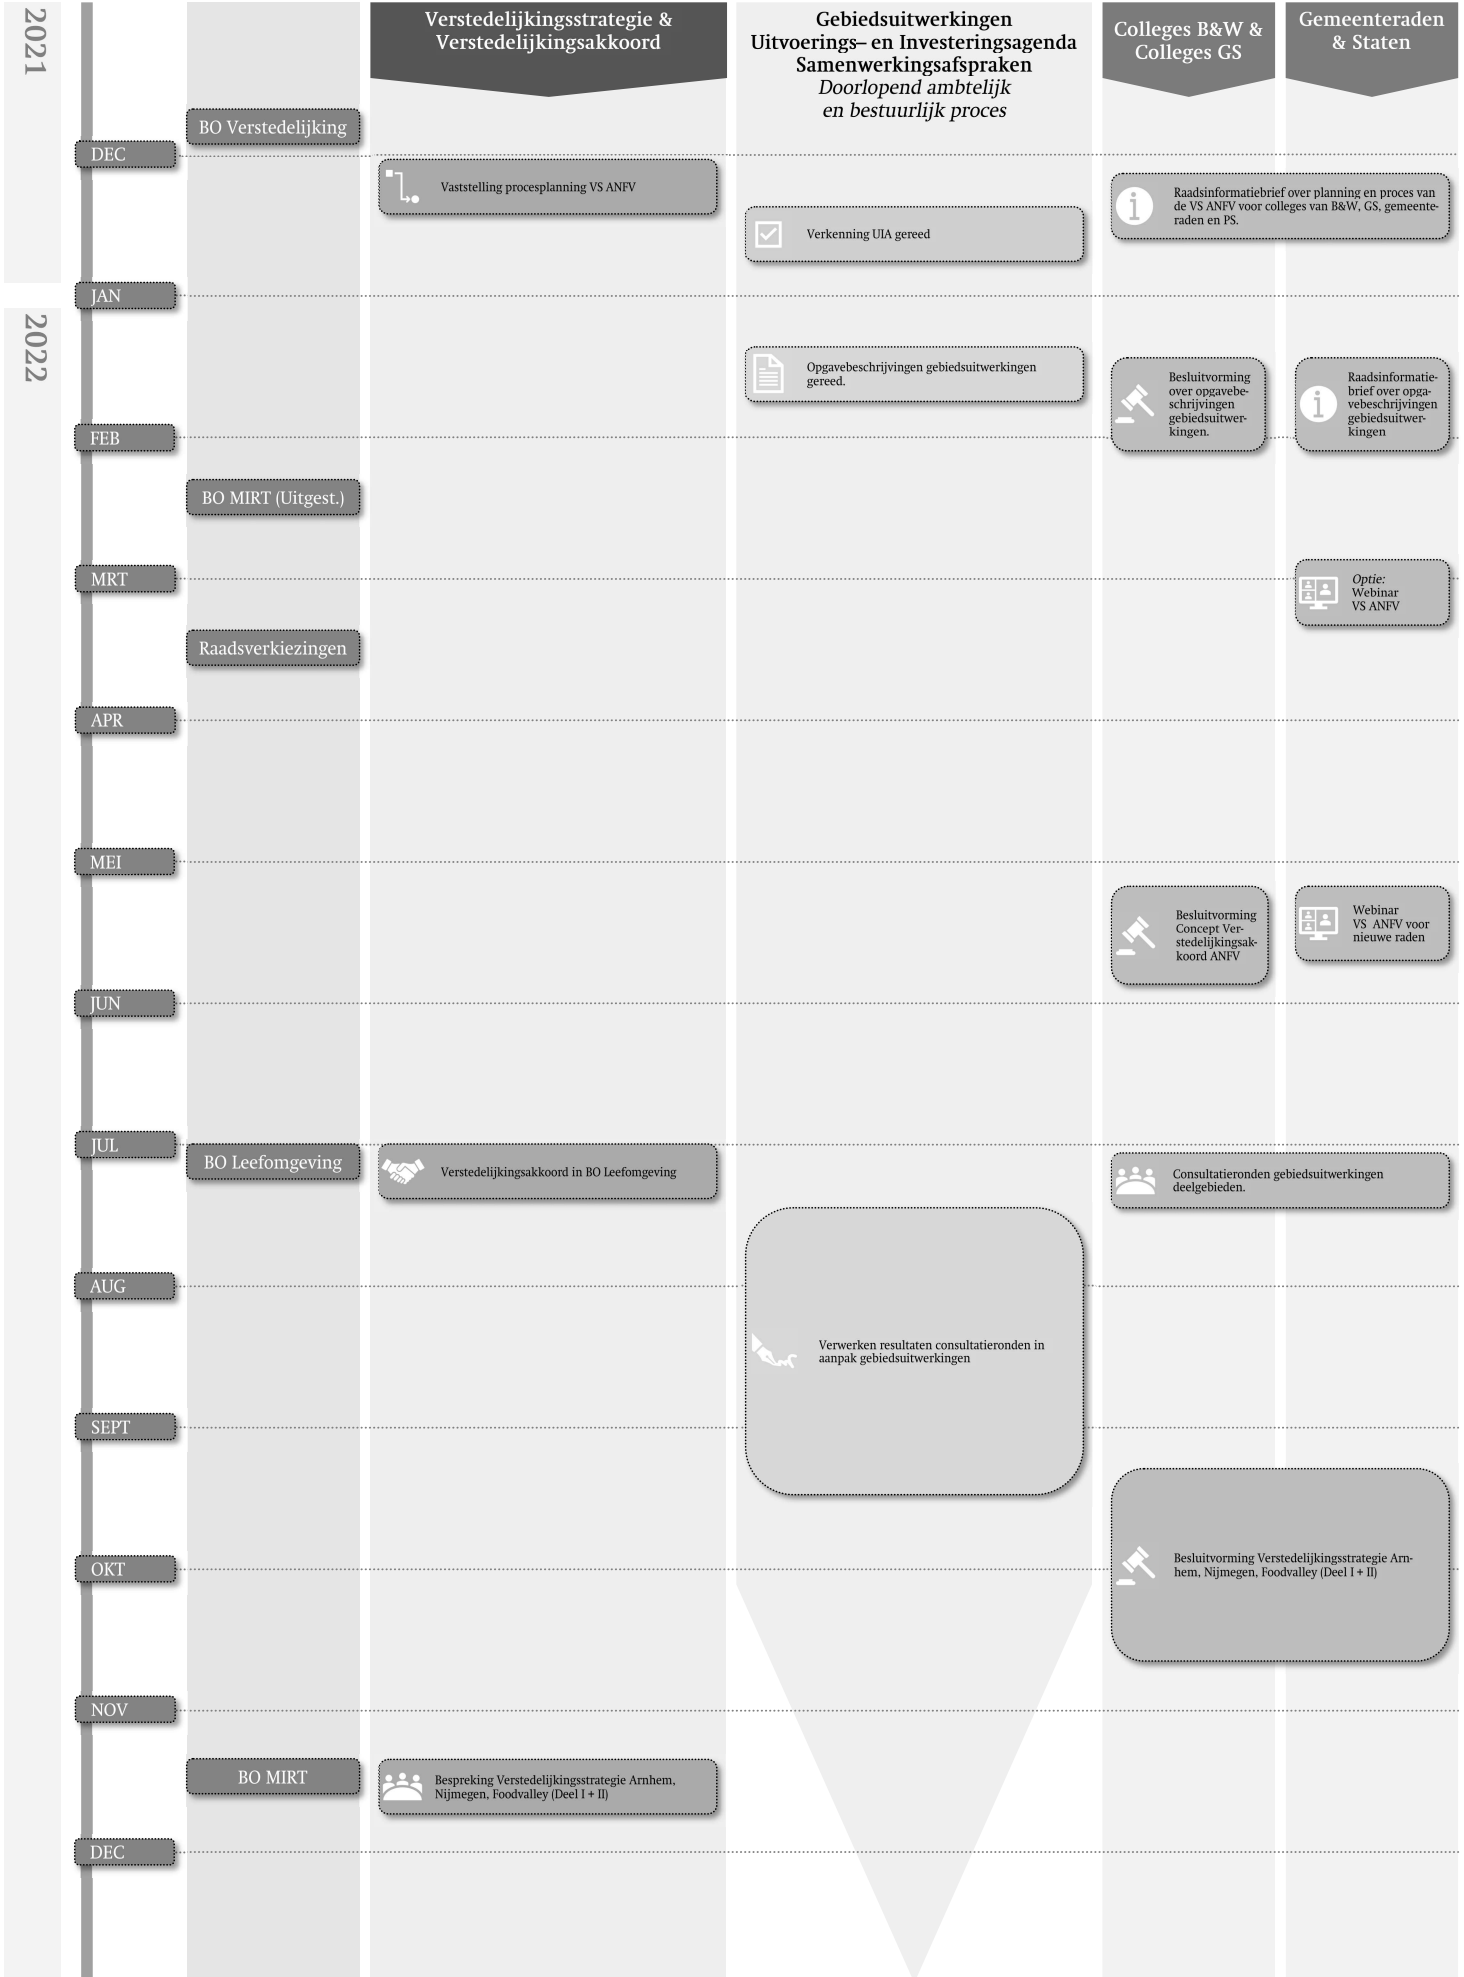 2021
Verstedelijkingsstrategie &
Verstedelijkingsakkoord
Gebiedsuitwerkingen
Uitvoerings– en Investeringsagenda
Samenwerkingsafspraken
Doorlopend ambtelijk
en bestuurlijk proces
Colleges B&W &
Colleges GS
Gemeenteraden
& Staten
BO Verstedelijking
DEC
Vaststelling procesplanning VS ANFV
Verkenning UIA gereed
Raadsinformatiebrief over planning en proces van
de VS ANFV voor colleges van B&W, GS, gemeente-
raden en PS.
JAN
2022
Opgavebeschrijvingen gebiedsuitwerkingen
gereed.
Besluitvorming
over opgavebe-
schrijvingen
gebiedsuitwer-
kingen.
Raadsinformatie-
brief over opga-
vebeschrijvingen
gebiedsuitwer-
kingen
FEB
BO MIRT (Uitgest.)
MRT
Optie:
Webinar
VS ANFV
Raadsverkiezingen
APR
MEI
Besluitvorming
Concept Ver-
stedelijkingsak-
koord ANFV
Webinar
VS ANFV voor
nieuwe raden
JUN
JUL
BO Leefomgeving
Verstedelijkingsakkoord in BO Leefomgeving
Consultatieronden gebiedsuitwerkingen
deelgebieden.
AUG
Verwerken resultaten consultatieronden in
aanpak gebiedsuitwerkingen
SEPT
OKT
Besluitvorming Verstedelijkingsstrategie Arn-
hem, Nijmegen, Foodvalley (Deel I + II)
NOV
BO MIRT
Bespreking Verstedelijkingsstrategie Arnhem,
Nijmegen, Foodvalley (Deel I + II)
DEC